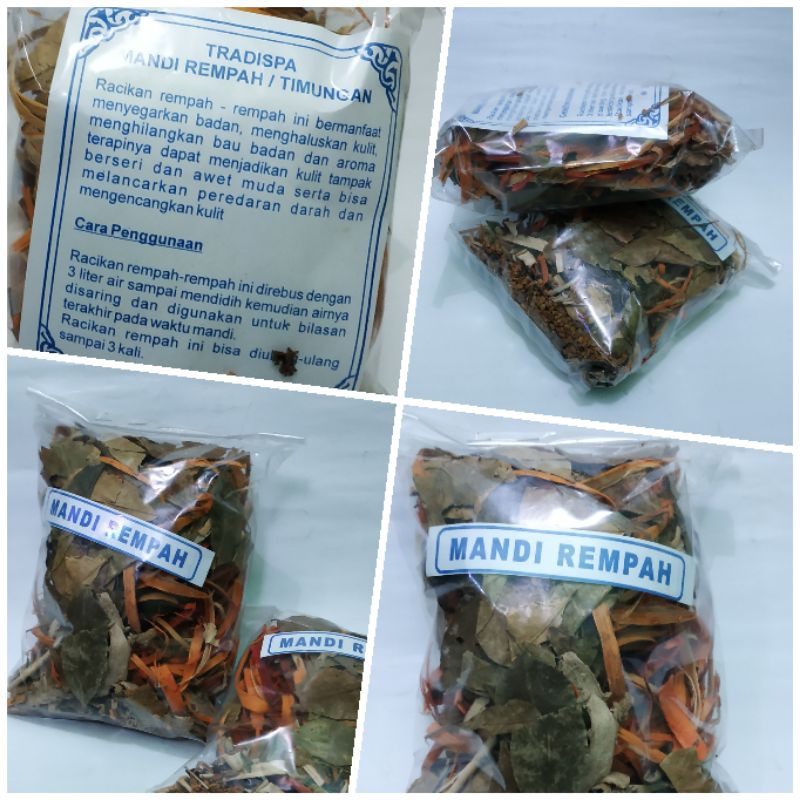 TRADISPA
MANDI REMPAH / TIMUNGAN
Racikan rempah - rempah ini bermanfaat
menyegarkan badan, menghaluskan kulit,
menghilangkan bau badan dan aroma
terapinya dapat menjadikan kulit tampak
berseri dan awet muda serta bisa
melancarkan peredaran darah dan
mengencangkan kulit
Cara Penggunaan
Racikan rempah-rempah ini direbus dengan
3 liter air sampai mendidih kemudian airnya
disaring dan digunakan untuk bilasan
terakhir pada waktu mandi.
Racikan rempah ini bisa diu -ulang
sampai 3 kali.
EMPAH
MANDI REMPAH
MANDI R
MANDI REMPAH